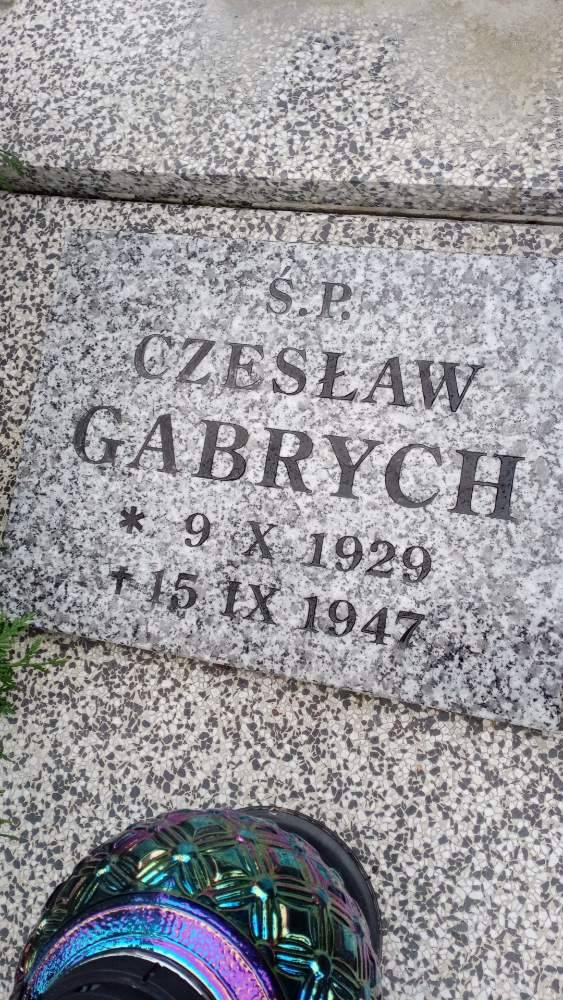 Ś.P.
CZESŁAW
GABRYCH
* 9 X 1929
✝ 15 IX 1947